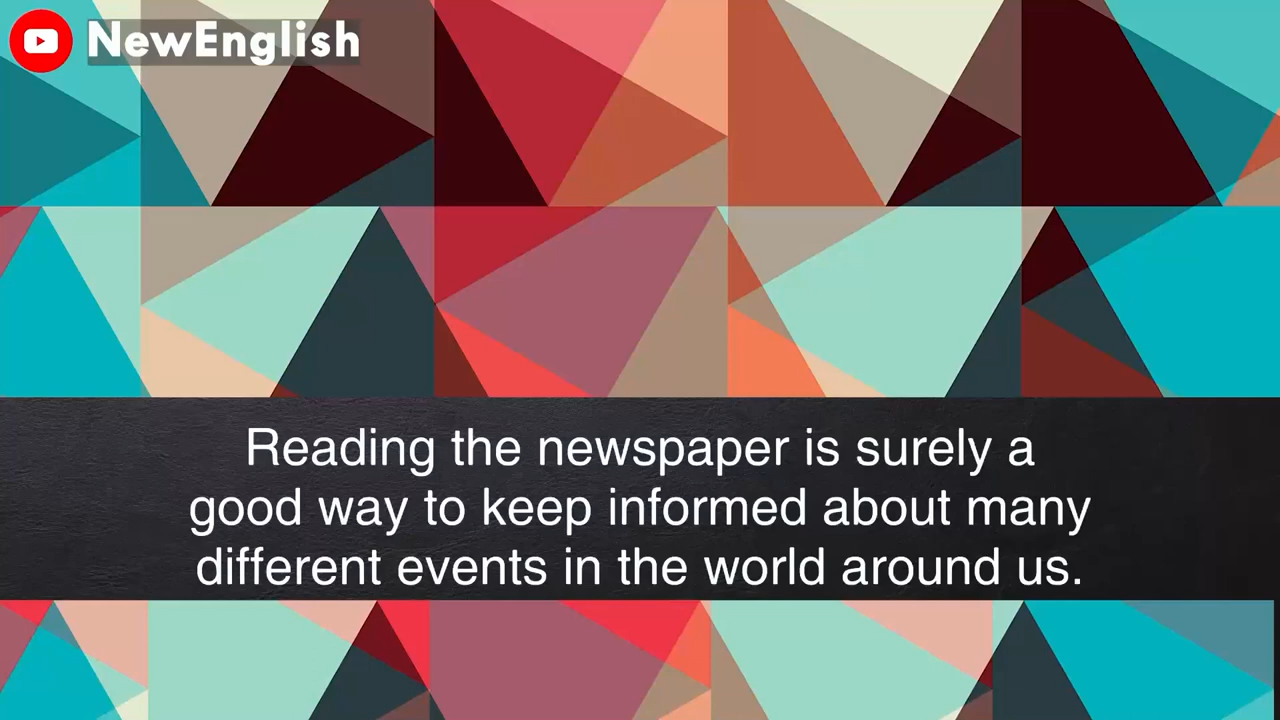 NewEnglish
Reading the newspaper is surely a
good way to keep informed about many
different events in the world around us.